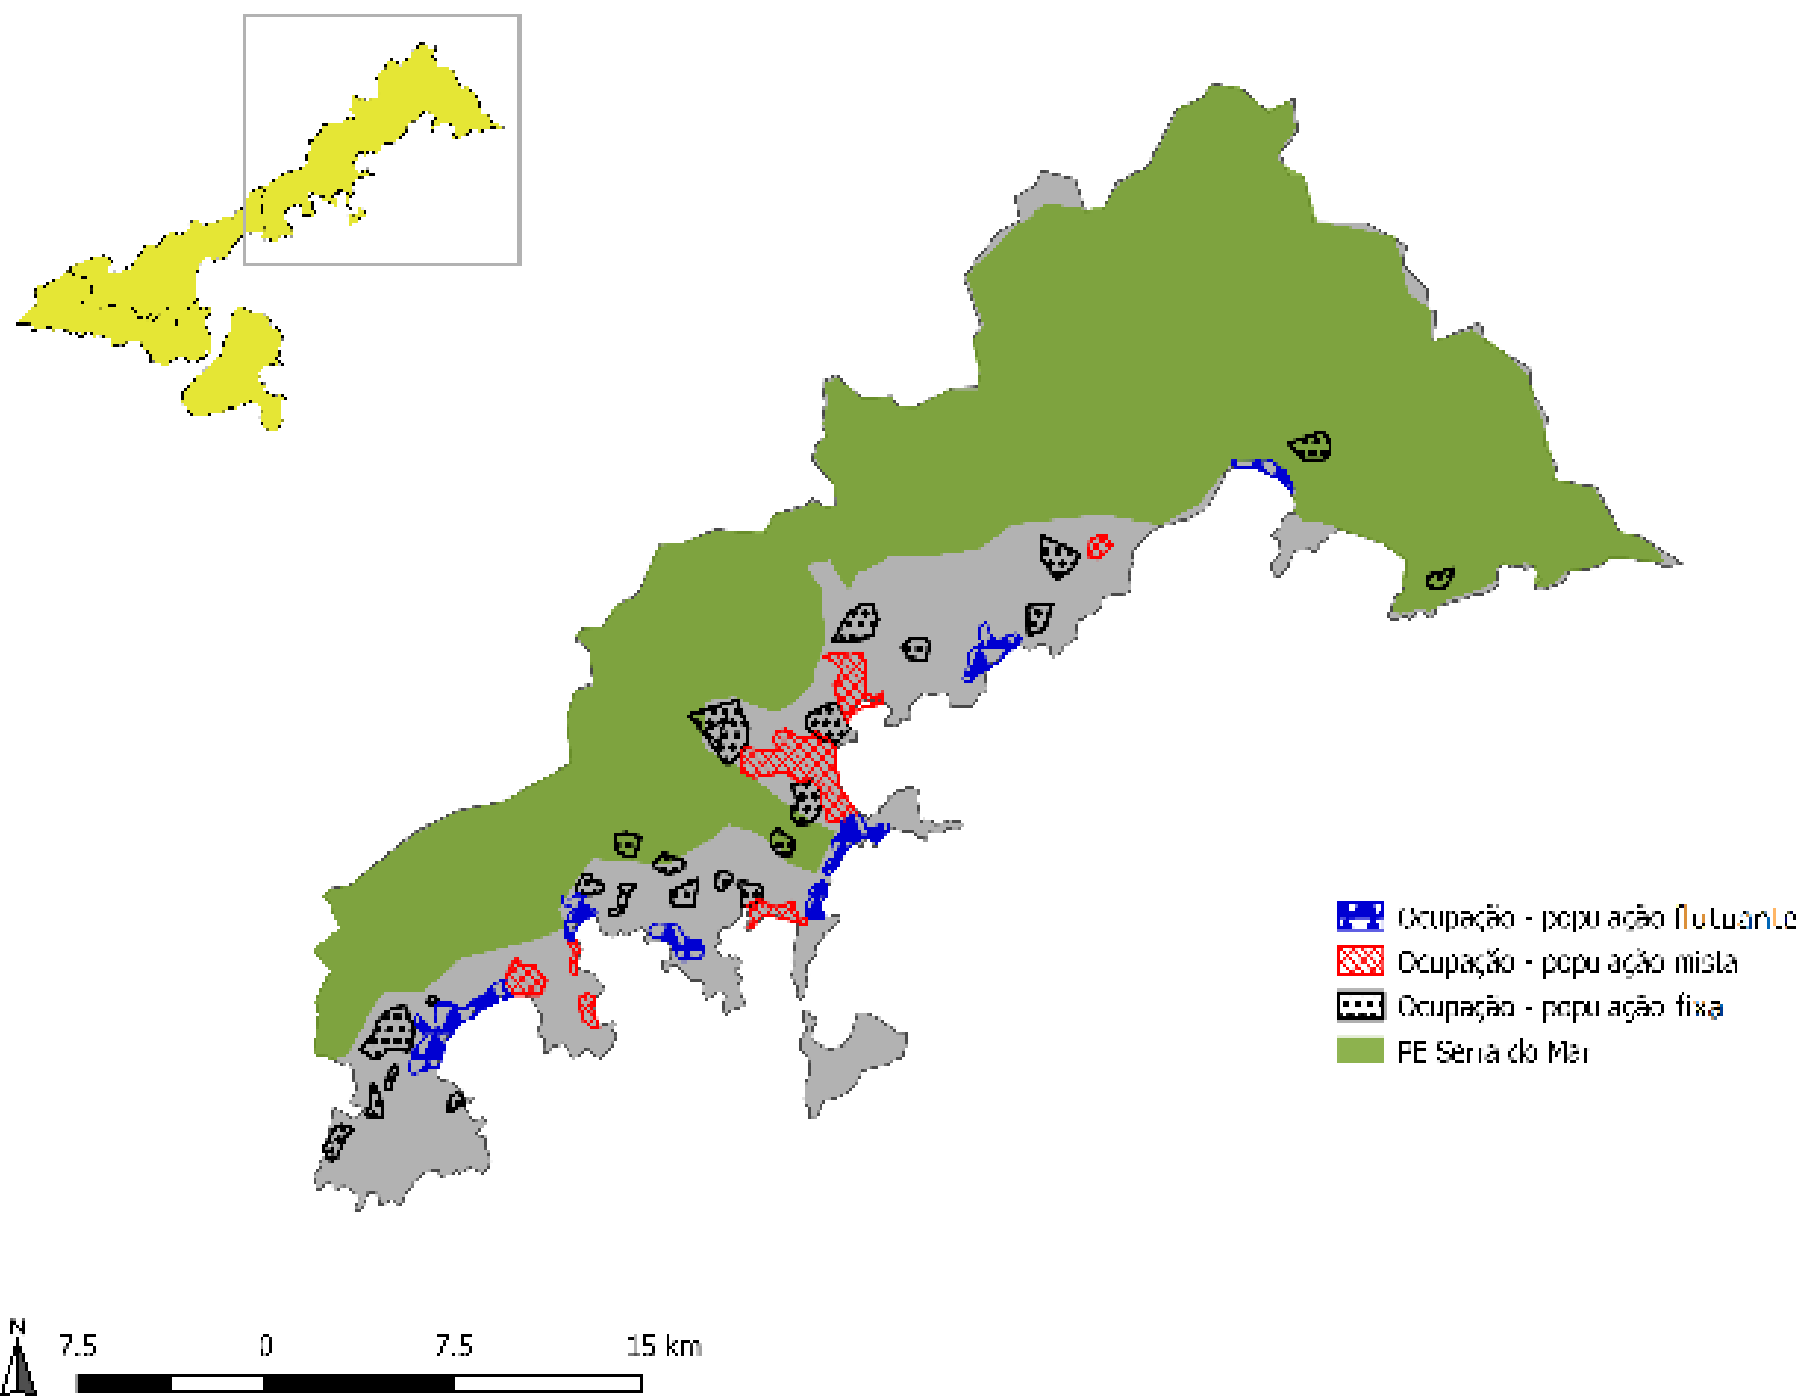 Ocupação - população flutuante
Ocupação - população mista
Ocupação - população fixa
PE Serra do Mar
N
7.5 0 7.5 15 km